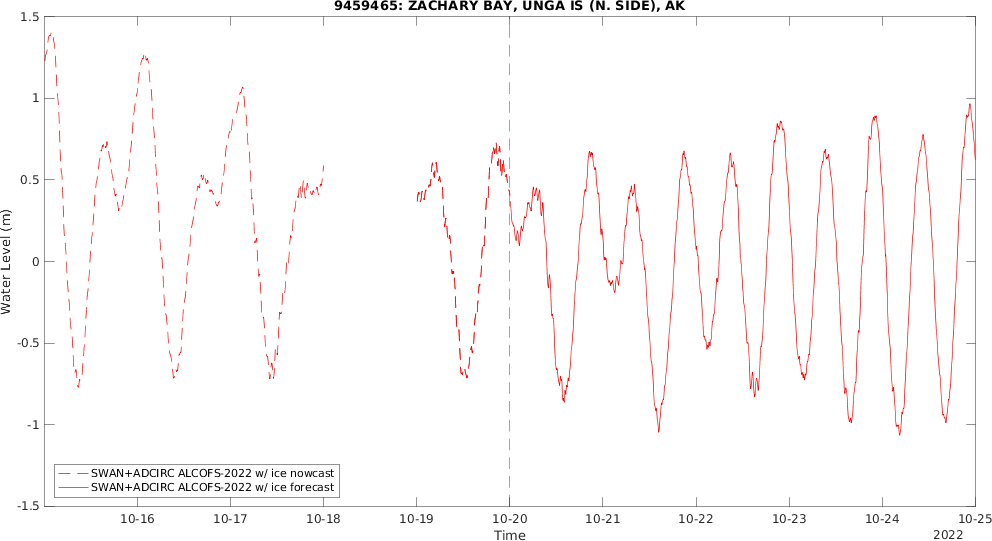 9459465: ZACHARY BAY, UNGA IS (N. SIDE), AK
1.5
1
0.5
0
-0.5
-1
-1.5
Water Level (m)
SWAN+ADCIRC ALCOFS-2022 w/ ice nowcast
SWAN+ADCIRC ALCOFS-2022 w/ ice forecast
10-16 10-17 10-18 10-19 10-20 10-21 10-22 10-23 10-24 10-25
Time
2022